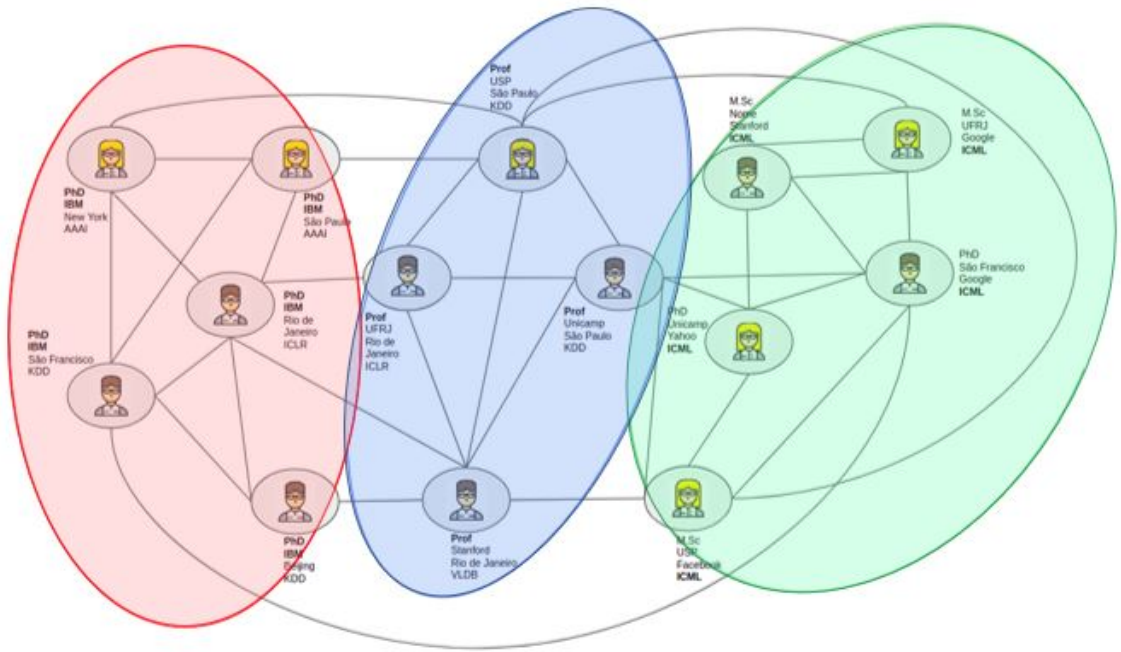 Prof
USP
São Paulo
KDD
M.Sc
Nome
Stanford
ICML
M.Sc
UFRJ
Google
ICML
PhD
IBM
New York
AAAI
PhD
IBM
São Paulo
AAAI
PhD
São Francisco
Google
ICML
PhD
IBM
Rio de
Janeiro
ICLR
Prof
UFRJ
Rio de
Janeiro
ICLR
Prof
Unicamp
São Paulo
KDD
PhD
Unicamp
Yahoo
ICML
PhD
IBM
São Francisco
KDD
PhD
IBM
Beijing
KDD
Prof
Stanford
Rio de Janeiro
VLDB
M.Sc
USP
Facebook
ICML